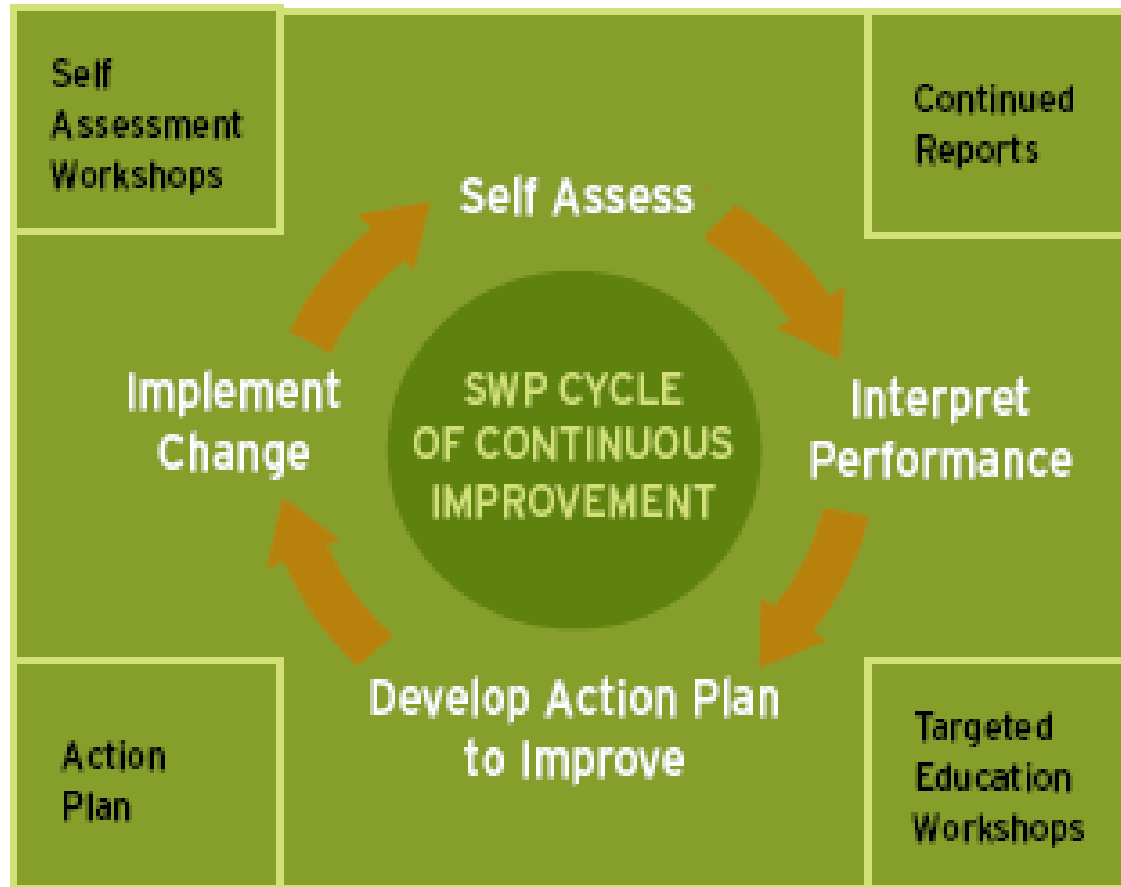 Self
Assessment
Workshops
Continued
Reports
Self Assess
Implement
Change
SWP CYCLE
OF CONTINUOUS
IMPROVEMENT
Interpret
Performance
Develop Action Plan
to Improve
Action
Plan
Targeted
Education
Workshops